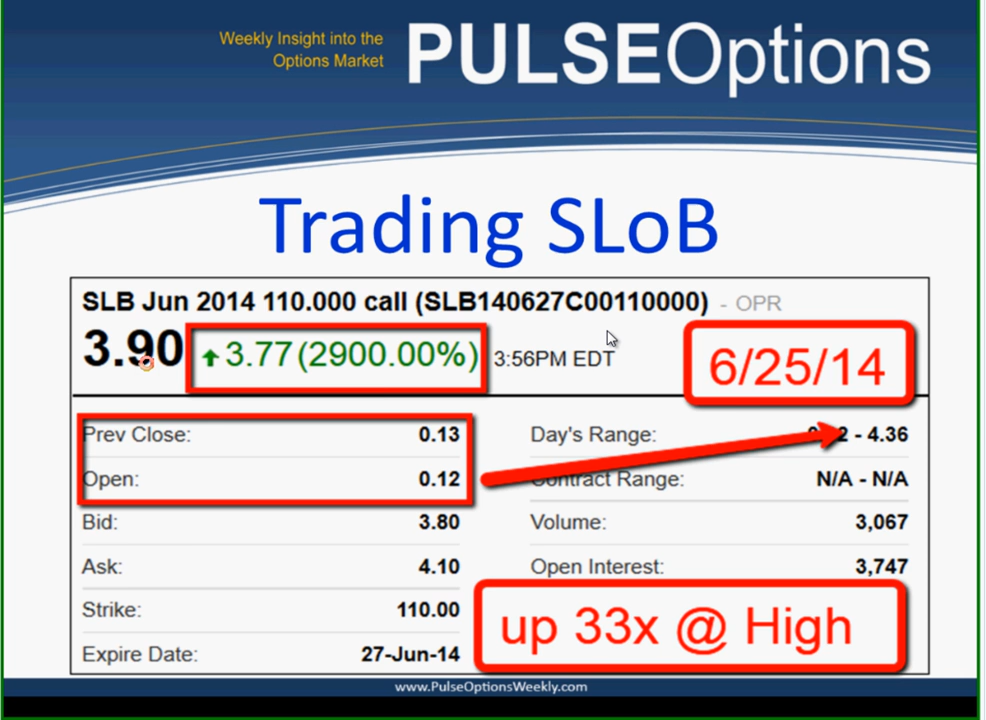 Weekly Insight into the
Options Market
PULSEOptions
Trading SLoB
SLB Jun 2014 110.000 call (SLB140627C00110000) - OPR
3.90 3.77 (2900.00%) 3:56PM EDT
6/25/14
Prev Close: 0.13
Day's Range: 2 - 4.36
Open: 0.12
Contract Range: N/A - N/A
Bid: 3.80
Volume: 3,067
Ask: 4.10
Open Interest: 3,747
Strike: 110.00
up 33x @ High
Expire Date: 27-Jun-14
www.PulseOptionsWeekly.com